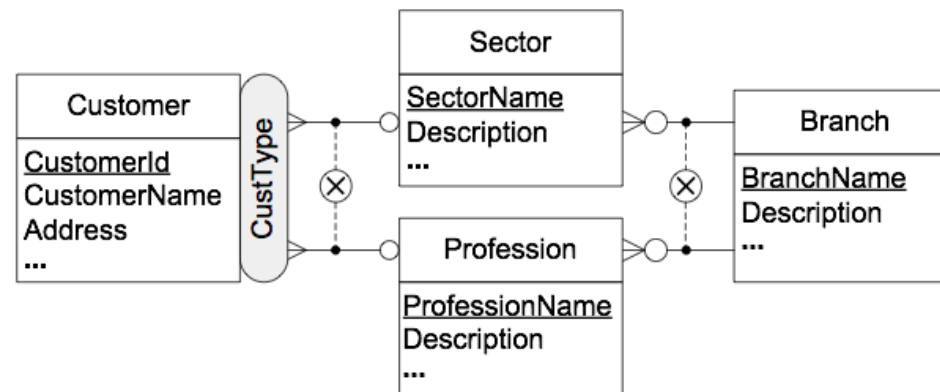 Customer
CustomerId
CustomerName
Address
...
CustType
Sector
SectorName
Description
...
Profession
ProfessionName
Description
...
Branch
BranchName
Description
...